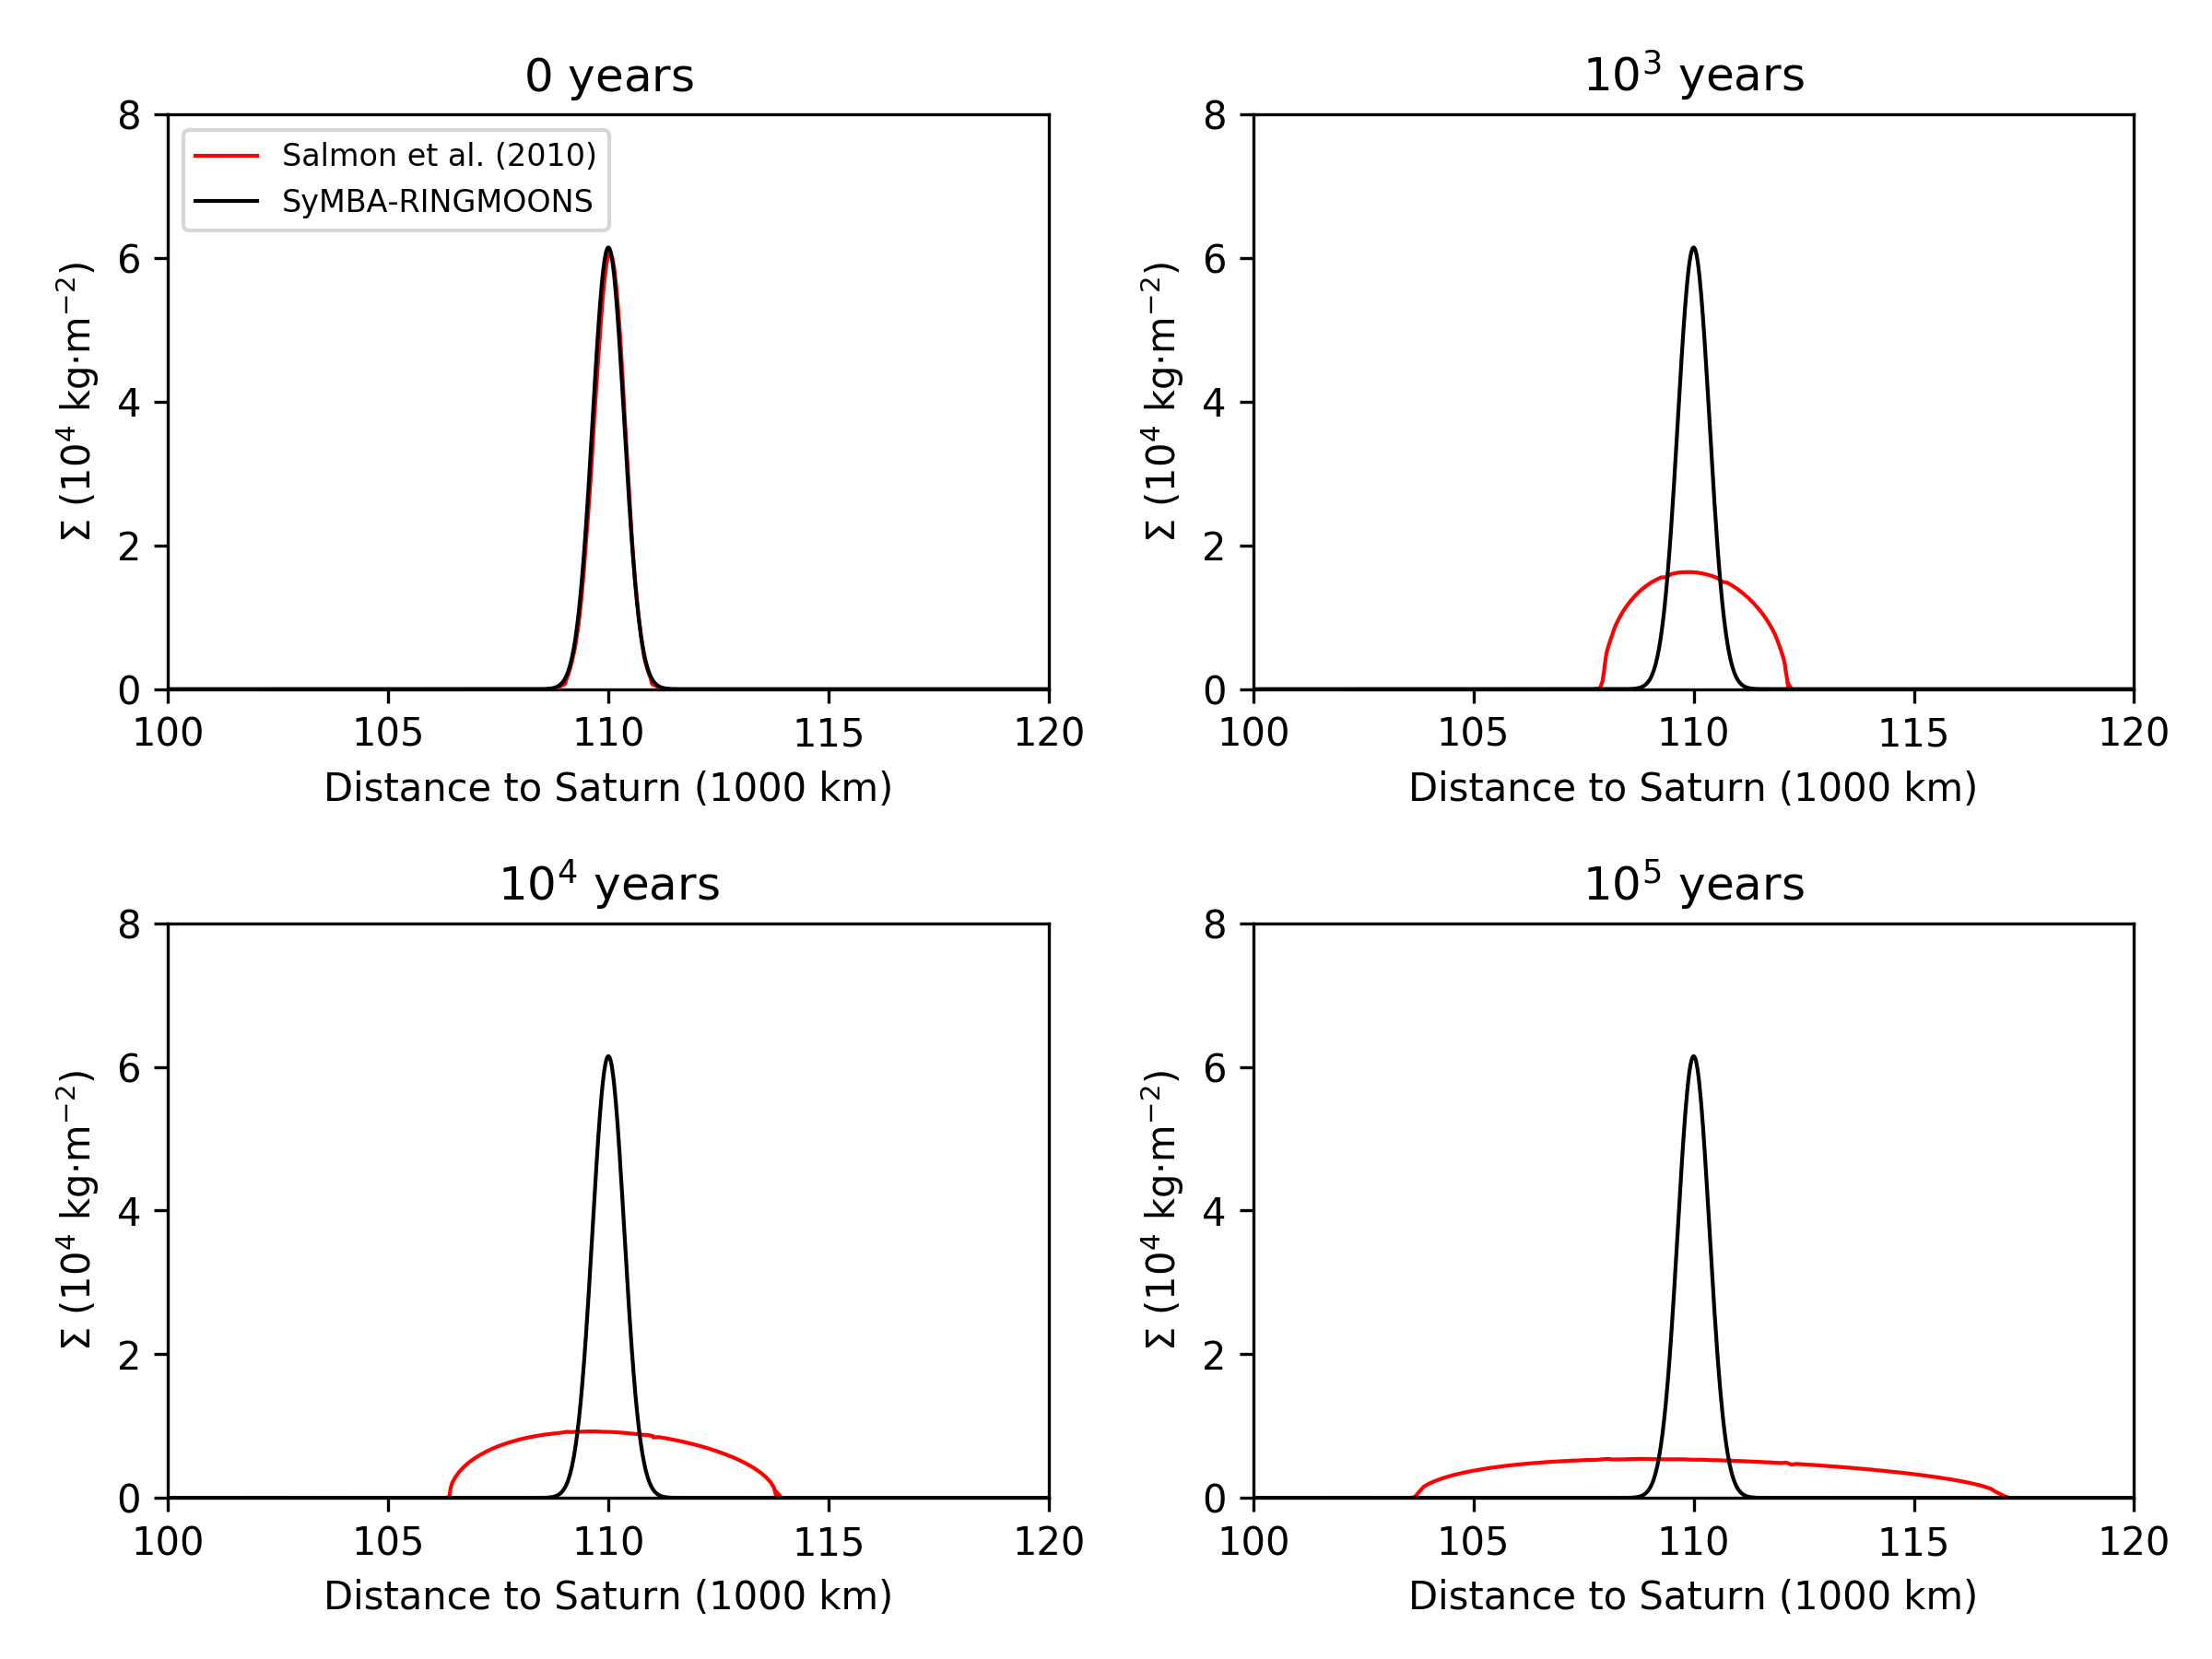 0 years
8
6
4
2
0
Σ (10⁴ kg·m⁻²)
Salmon et al. (2010)
SyMBA-RINGMOONS
100 105 110 115 120
Distance to Saturn (1000 km)
10³ years
8
6
4
2
0
Σ (10⁴ kg·m⁻²)
100 105 110 115 120
Distance to Saturn (1000 km)
10⁴ years
8
6
4
2
0
Σ (10⁴ kg·m⁻²)
100 105 110 115 120
Distance to Saturn (1000 km)
10⁵ years
8
6
4
2
0
Σ (10⁴ kg·m⁻²)
100 105 110 115 120
Distance to Saturn (1000 km)